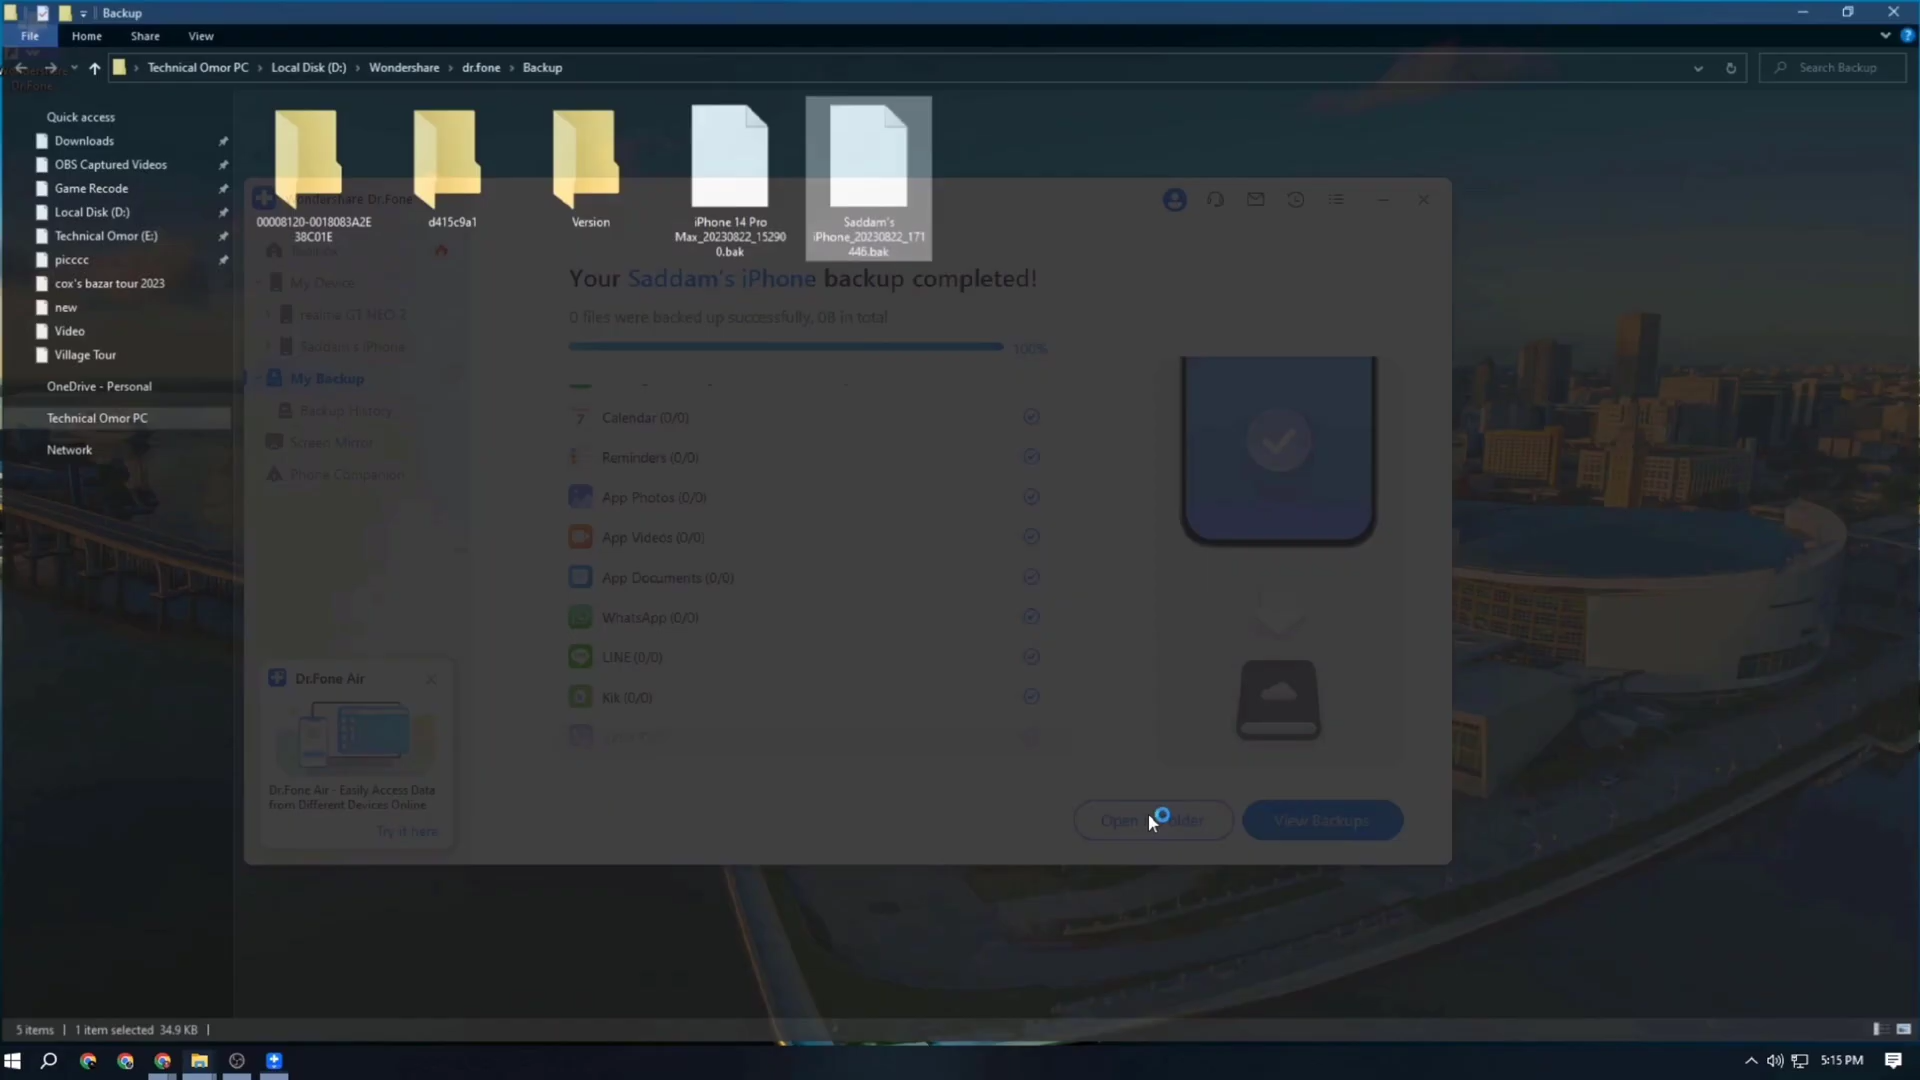 Backup
File
Home
Share
View
Technical Omor PC
Local Disk (D:)
Wondershare
dr.fone
Backup
Search Backup
Quick access
Downloads
OBS Captured Videos
Game Recode
Local Disk (D:)
Technical Omor (E:)
picccc
cox's bazar tour 2023
new
Video
Village Tour
OneDrive - Personal
Technical Omor PC
Network
00008120-0018083A2E
38C01E
d415c9a1
Version
iPhone 14 Pro
Max_20230822_15290
0.bak
Saddam's
iPhone_20230822_171
446.bak
Wondershare Dr.Fone
My Device
realme GT NEO 2
Saddam's iPhone
My Backup
Backup History
Screen Mirror
Phone Companion
Dr.Fone Air
Dr.Fone Air - Easily Access Data
from Different Devices Online
Try it here
Your Saddam's iPhone backup completed!
0 files were backed up successfully, 08 in total
100%
Calendar (0/0)
Reminders (0/0)
App Photos (0/0)
App Videos (0/0)
App Documents (0/0)
WhatsApp (0/0)
LINE (0/0)
Kik (0/0)
Open
View Backups
5 items
1 item selected 34.9 KB
5:15 PM